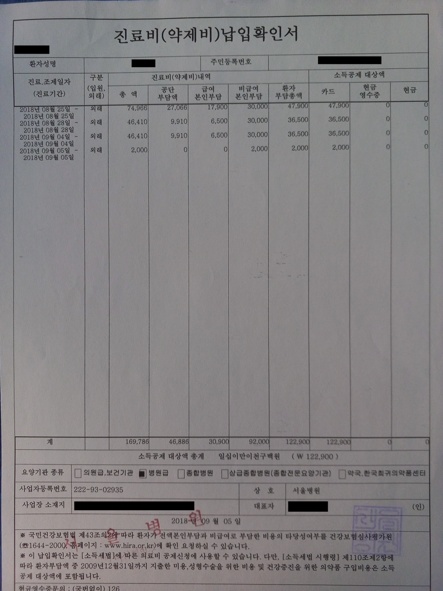 진료비(약제비)납입확인서
환자성명 주민등록번호
진료.조제일자 (진료기간) 구분 (입원, 외래) 진료비(약제비)내역 소득공제 대상액
총 액 공단 부담액 급여 본인부담 비급여 본인부담 환자 부담총액 카드 현금 영수증 현금
2018년 08월 25일 - 외래 74,966 27,066 17,900 30,000 47,900 47,900 0 0
2018년 08월 25일
2018년 08월 28일 - 외래 46,410 9,910 6,500 30,000 36,500 36,500 0 0
2018년 08월 28일
2018년 09월 04일 - 외래 46,410 9,910 6,500 30,000 36,500 36,500 0 0
2018년 09월 04일
2018년 09월 05일 - 외래 2,000 0 0 2,000 2,000 2,000 0 0
2018년 09월 05일
계 169,786 46,886 30,900 92,000 122,900 122,900 0 0
소득공제 대상액 총계 일십이만이천구백원 (₩ 122,900)
요양기관 종류 의원급,보건기관 병원급 종합병원 상급종합병원(종합전문요양기관) 약국,한국희귀의약품센터
사업자등록번호 222-93-02935 상 호 서울병원
사업장 소재지 대표자 (인)
2018년 09월 05일
서울병원
※ 국민건강보험법 제43조의2에 따라 환자가 전액본인부담과 비급여로 부담한 비용의 타당성여부를 건강보험심사평가원
(☎1644-2000, 홈페이지 : www.hira.or.kr)에 확인 요청하실 수 있습니다.
※ 이 납입확인서는 [소득세법]에 따른 의료비 공제신청에 사용할 수 있습니다. 다만, [소득세법 시행령] 제110조제2항에
따라 환자부담액 중 2009년12월31일까지 지출한 미용,성형수술을 위한 비용 및 건강증진을 위한 의약품 구입비용은 소득
공제 대상액에 포함됩니다.
현금영수증문의 : (국번없이) 126